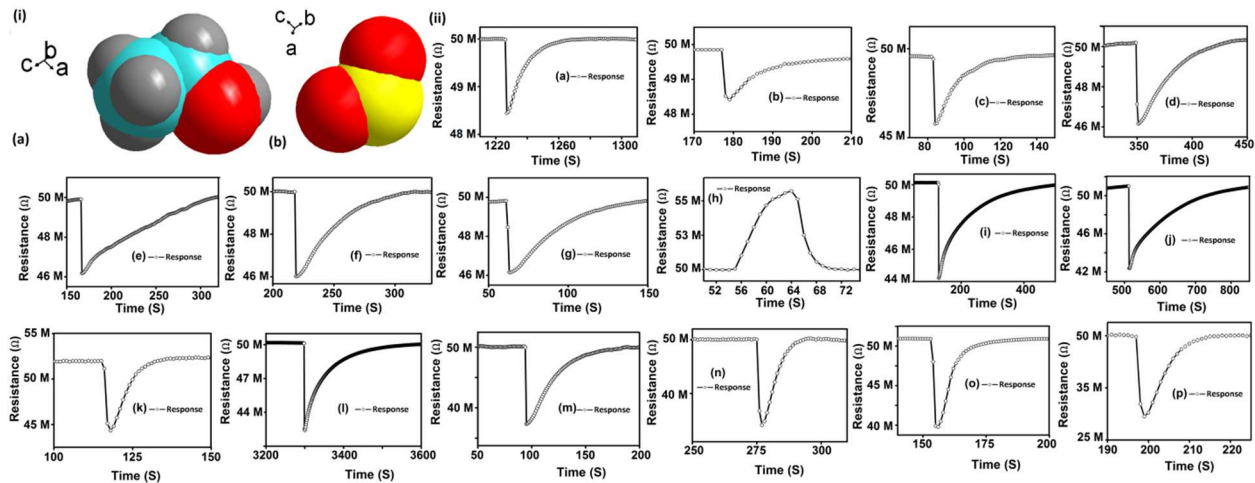 (i)
b
c
a
(a)
c
b
a
(b)
(ii)
Resistance (Ω)
50 M
49 M
48 M
(a)
Response
1220
1250
1280
1310
Time (S)
Resistance (Ω)
50 M
49 M
48 M
(b)
Response
170
180
190
200
210
Time (S)
Resistance (Ω)
50 M
45 M
(c)
Response
80
100
120
140
Time (S)
Resistance (Ω)
50 M
48 M
46 M
(d)
Response
350
400
450
Time (S)
Resistance (Ω)
50 M
48 M
46 M
(e)
Response
150
200
250
300
Time (S)
Resistance (Ω)
50 M
48 M
46 M
(f)
Response
200
250
300
Time (S)
Resistance (Ω)
50 M
48 M
46 M
(g)
Response
50
100
150
Time (S)
Resistance (Ω)
55 M
53 M
50 M
Response
(h)
52
56
60
64
68
72
Time (S)
Resistance (Ω)
50 M
48 M
46 M
44 M
(i)
Response
200
400
Time (S)
Resistance (Ω)
50 M
48 M
45 M
42 M
(j)
Response
500
600
700
800
Time (S)
Resistance (Ω)
55 M
50 M
45 M
(k)
Response
100
125
150
Time (S)
Resistance (Ω)
50 M
47 M
43 M
(l)
Response
3200
3400
3600
Time (S)
Resistance (Ω)
50 M
40 M
(m)
Response
50
100
150
200
Time (S)
Resistance (Ω)
50 M
40 M
(n)
Response
250
275
300
Time (S)
Resistance (Ω)
50 M
45 M
40 M
(o)
Response
150
175
200
Time (S)
Resistance (Ω)
50 M
35 M
25 M
(p)
Response
190
200
210
220
Time (S)